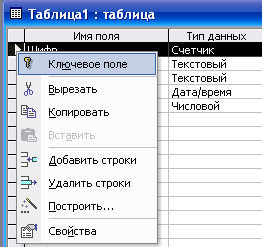 Таблица1 : таблица
Имя поля Тип данных
Шифр Счетчик
Ключевое поле Текстовый
Текстовый
Вырезать Дата/время
Копировать Числовой
Вставить
Добавить строки
Удалить строки
Построить...
Свойства